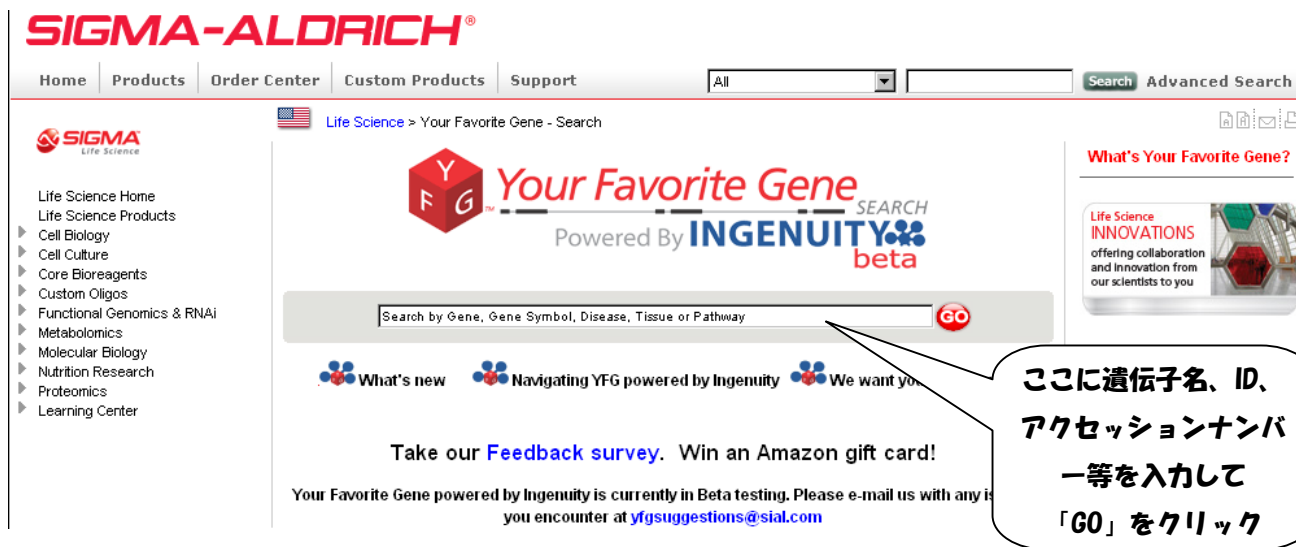 SIGMA-ALDRICH®
Home Products Order Center Custom Products Support All Search Advanced Search
SIGMA
Life Science
Life Science > Your Favorite Gene - Search
Life Science Home
Life Science Products
Cell Biology
Cell Culture
Core Bioreagents
Custom Oligos
Functional Genomics & RNAi
Metabolomics
Molecular Biology
Nutrition Research
Proteomics
Learning Center
Y F G ™
Your Favorite Gene
SEARCH
Powered By INGENUITY
beta
Search by Gene, Gene Symbol, Disease, Tissue or Pathway GO
What's new Navigating YFG powered by Ingenuity We want
Take our Feedback survey. Win an Amazon gift card!
Your Favorite Gene powered by Ingenuity is currently in Beta testing. Please e-mail us with any
you encounter at yfgsuggestions@sial.com
What's Your Favorite Gene?
Life Science
INNOVATIONS
offering collaboration
and innovation from
our scientists to you
ここに遺伝子名、ID、
アクセッションナンバ
ー等を入力して
「GO」をクリック